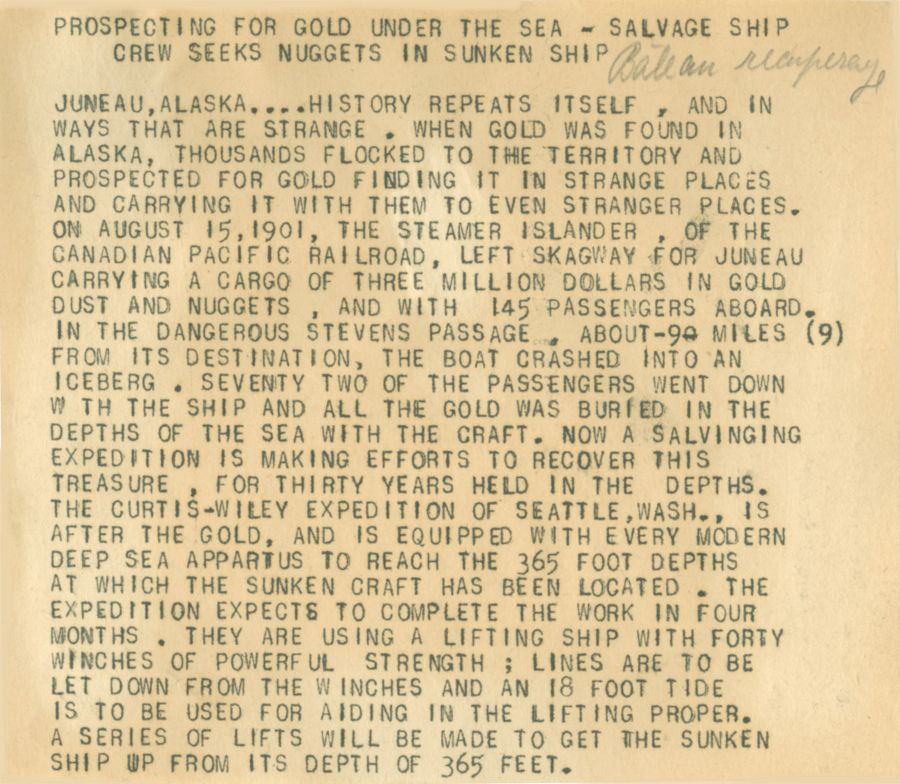 PROSPECTING FOR GOLD UNDER THE SEA - SALVAGE SHIP
CREW SEEKS NUGGETS IN SUNKEN SHIP
JUNEAU,ALASKA....HISTORY REPEATS ITSELF , AND IN
WAYS THAT ARE STRANGE . WHEN GOLD WAS FOUND IN
ALASKA, THOUSANDS FLOCKED TO THE TERRITORY AND
PROSPECTED FOR GOLD FINDING IT IN STRANGE PLACES
AND CARRYING IT WITH THEM TO EVEN STRANGER PLACES.
ON AUGUST 15,1901, THE STEAMER ISLANDER , OF THE
CANADIAN PACIFIC RAILROAD, LEFT SKAGWAY FOR JUNEAU
CARRYING A CARGO OF THREE MILLION DOLLARS IN GOLD
DUST AND NUGGETS , AND WITH 145 PASSENGERS ABOARD.
IN THE DANGEROUS STEVENS PASSAGE , ABOUT-90 MILES (9)
FROM ITS DESTINATION, THE BOAT CRASHED INTO AN
ICEBERG . SEVENTY TWO OF THE PASSENGERS WENT DOWN
W TH THE SHIP AND ALL THE GOLD WAS BURIED IN THE
DEPTHS OF THE SEA WITH THE CRAFT. NOW A SALVINGING
EXPEDITION IS MAKING EFFORTS TO RECOVER THIS
TREASURE , FOR THIRTY YEARS HELD IN THE DEPTHS.
THE CURTIS-WILEY EXPEDITION OF SEATTLE,WASH., IS
AFTER THE GOLD, AND IS EQUIPPED WITH EVERY MODERN
DEEP SEA APPARTUS TO REACH THE 365 FOOT DEPTHS
AT WHICH THE SUNKEN CRAFT HAS BEEN LOCATED . THE
EXPEDITION EXPECTS TO COMPLETE THE WORK IN FOUR
MONTHS . THEY ARE USING A LIFTING SHIP WITH FORTY
WINCHES OF POWERFUL STRENGTH ; LINES ARE TO BE
LET DOWN FROM THE WINCHES AND AN 18 FOOT TIDE
IS TO BE USED FOR AIDING IN THE LIFTING PROPER.
A SERIES OF LIFTS WILL BE MADE TO GET THE SUNKEN
SHIP UP FROM ITS DEPTH OF 365 FEET.